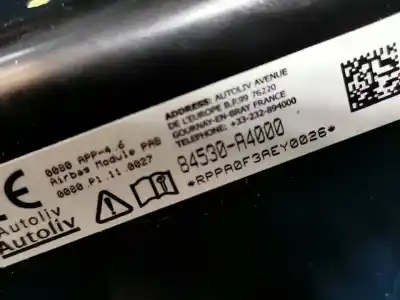 0080 APP-4.6
Airbag module PAB
0080.P1.11.0027
Autoliv
Autoliv
ADDRESS: AUTOLIV AVENUE
DE L'EUROPE B.P.99 76220
GOURNAY-EN-BRAY FRANCE
TELEPHONE: +33-232-894000
84530-A4000
*RPPA0F3AEY0026*